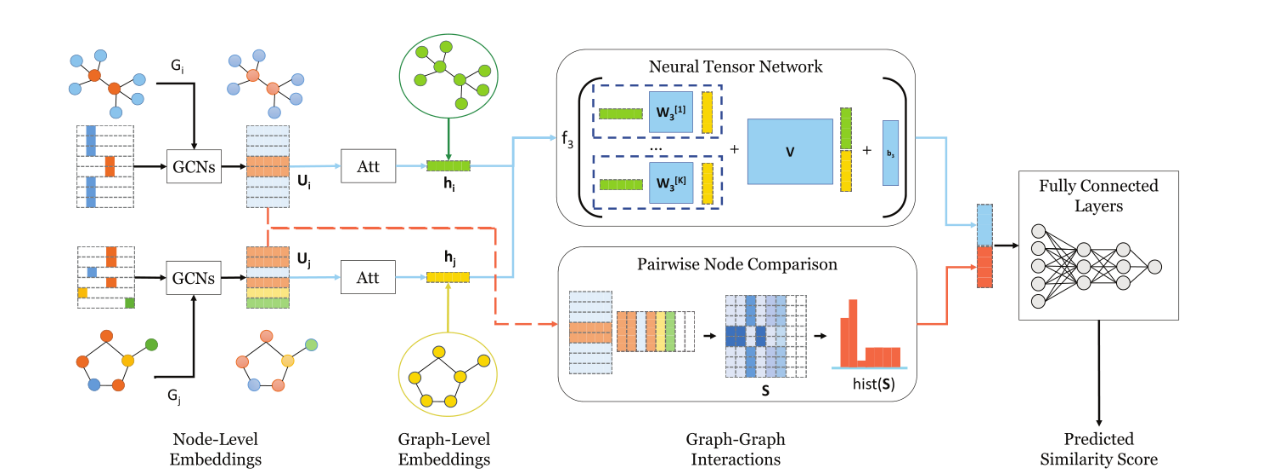 G_i
GCNs
U_i
Att
h_i
U_j
GCNs
Att
h_j
G_j
Neural Tensor Network
f_3
W_3^[1]
...
W_3^[K]
+
V
+
b_3
Pairwise Node Comparison
S
hist(S)
Fully Connected
Layers
Node-Level
Embeddings
Graph-Level
Embeddings
Graph-Graph
Interactions
Predicted
Similarity Score